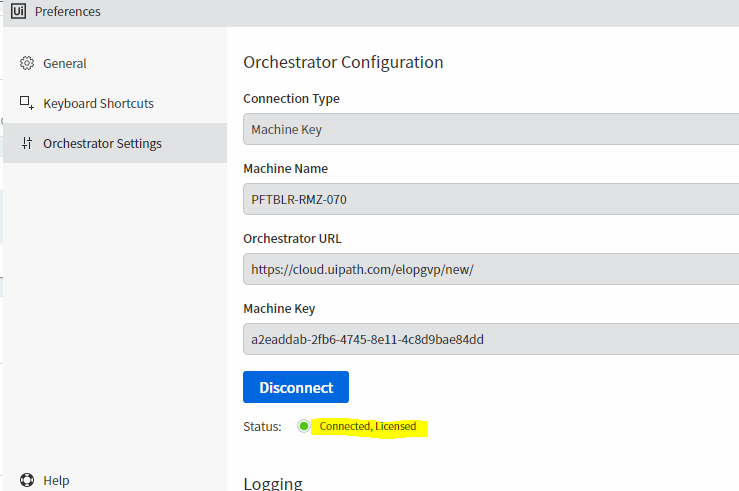 Ui Preferences
General
Keyboard Shortcuts
Orchestrator Settings
Help
Orchestrator Configuration
Connection Type
Machine Key
Machine Name
PFTBLR-RMZ-070
Orchestrator URL
https://cloud.uipath.com/elopgvp/new/
Machine Key
a2eaddab-2fb6-4745-8e11-4c8d9bae84dd
Disconnect
Status: Connected, Licensed
Logging